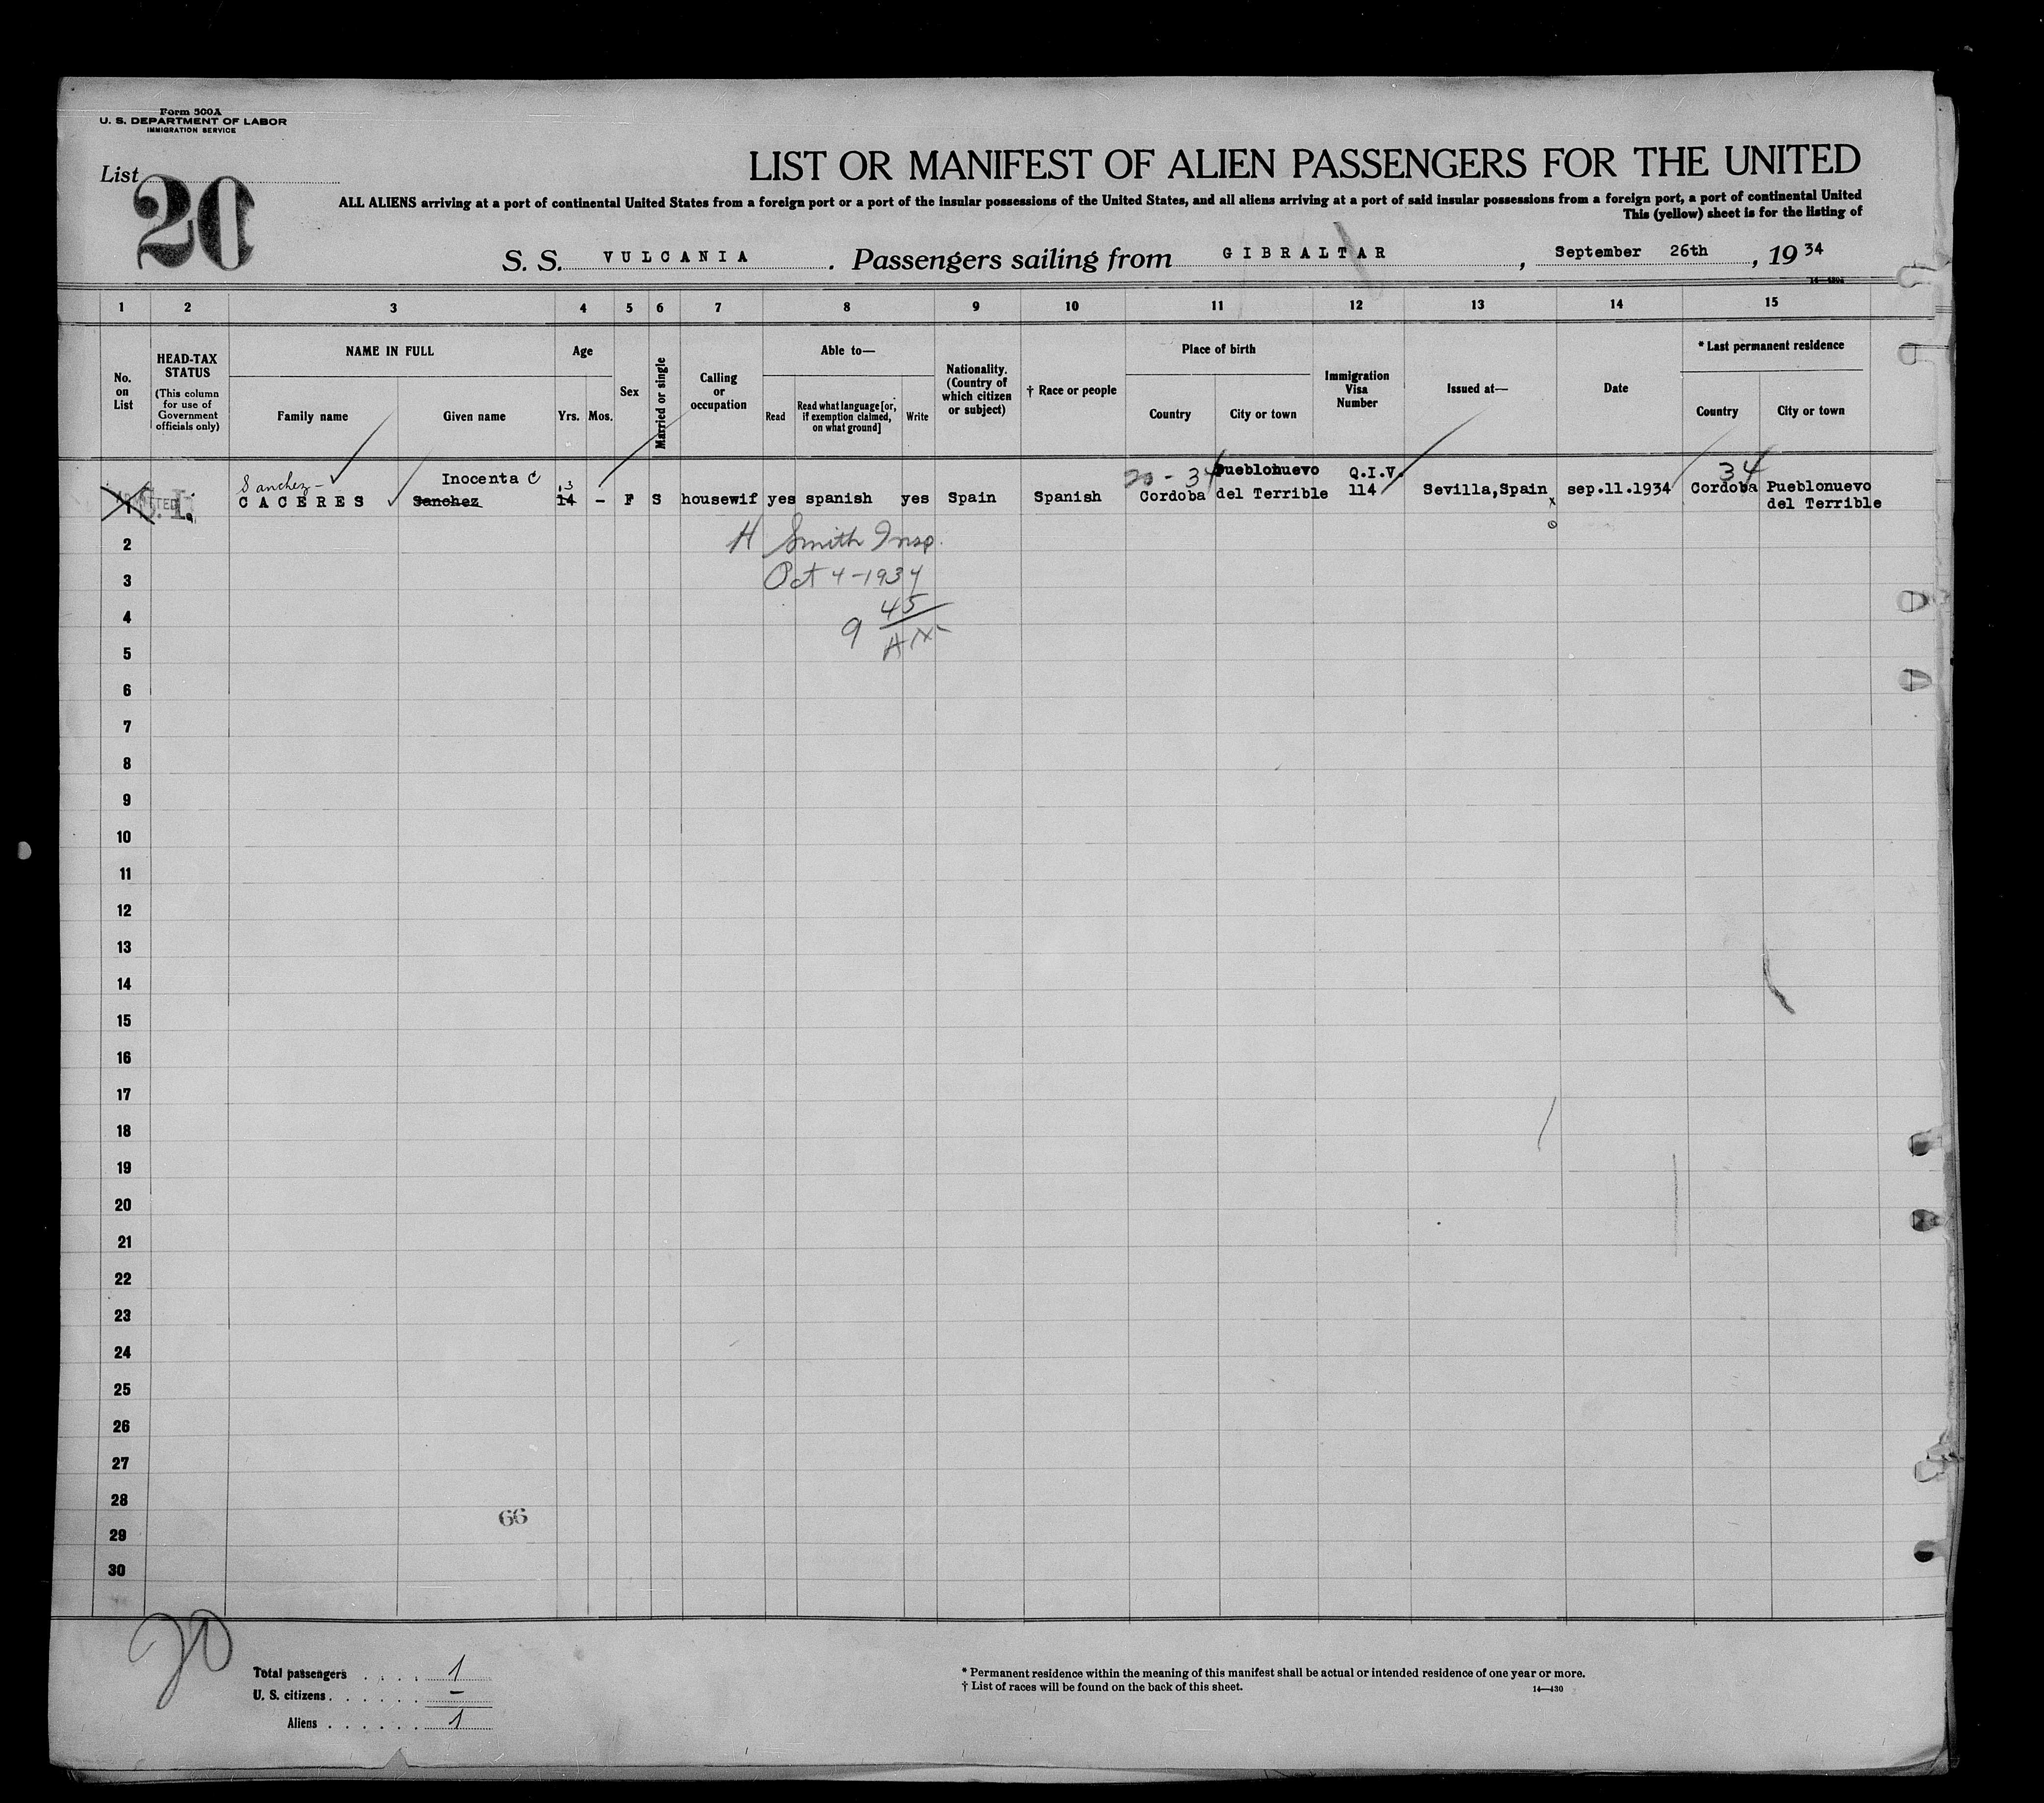 Form 500A
U. S. DEPARTMENT OF LABOR
IMMIGRATION SERVICE
List
20
LIST OR MANIFEST OF ALIEN PASSENGERS FOR THE UNITED
ALL ALIENS arriving at a port of continental United States from a foreign port or a port of the insular possessions of the United States, and all aliens arriving at a port of said insular possessions from a foreign port, a port of continental United
This (yellow) sheet is for the listing of
S. S. VULCANIA. Passengers sailing from GIBRALTAR, September 26th, 1934
1 2 3 4 5 6 7 8 9 10 11 12 13 14 15
No. on List
HEAD-TAX STATUS
(This column for use of Government officials only)
NAME IN FULL
Family name
Given name
Age
Yrs.
Mos.
Sex
Married or single
Calling or occupation
Able to—
Read
Read what language [or, if exemption claimed, on what ground]
Write
Nationality. (Country of which citizen or subject)
† Race or people
Place of birth
Country
City or town
Immigration Visa Number
Issued at—
Date
* Last permanent residence
Country
City or town
Sanchez - Inocenta C 13 20 - 34 Pueblonuevo Q.I.V. 34
1 ADMITTED S.I. CACERES Sanchez 14 - F S housewif yes spanish yes Spain Spanish Cordoba del Terrible 114 Sevilla,Spain sep.11.1934 Cordoba Pueblonuevo
del Terrible
x
o
2
H Smith Insp.
3
Oct 4-1934
4
45
9
5
6
7
8
9
10
11
12
13
14
15
16
17
18
19
20
21
22
23
24
25
26
27
28
66
29
30
20
Total passengers . . . . 1
U. S. citizens . . . . . . —
Aliens . . . . . . 1
* Permanent residence within the meaning of this manifest shall be actual or intended residence of one year or more.
† List of races will be found on the back of this sheet.
14—430